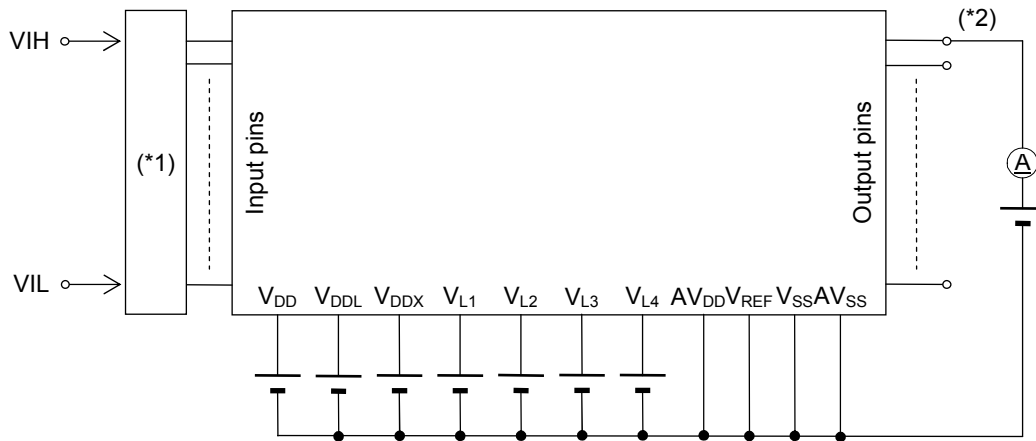 VIH
(*2)
(*1)
Input pins
Output pins
A
VIL
VDD VDDL VDDX VL1 VL2 VL3 VL4 AVDD VREF VSS AVSS